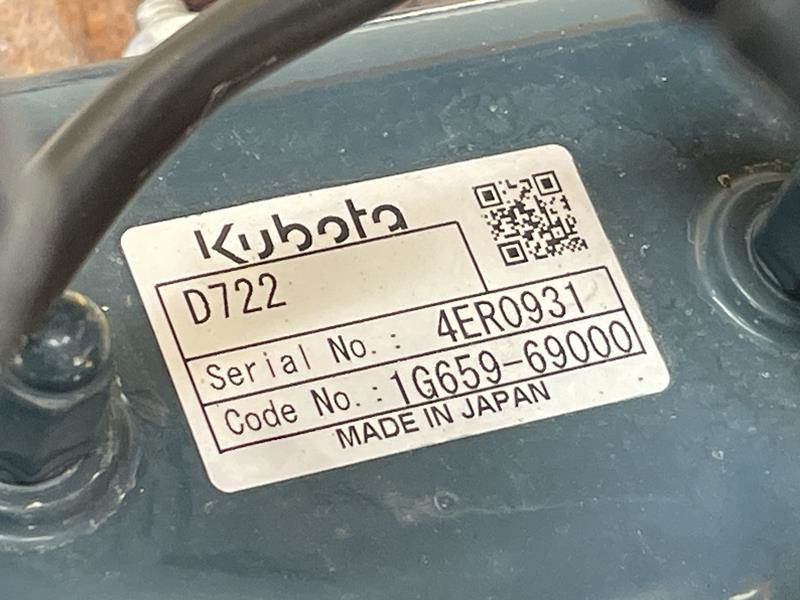 Kubota
D722
Serial No.: 4ER0931
Code No.: 1G659-69000
MADE IN JAPAN